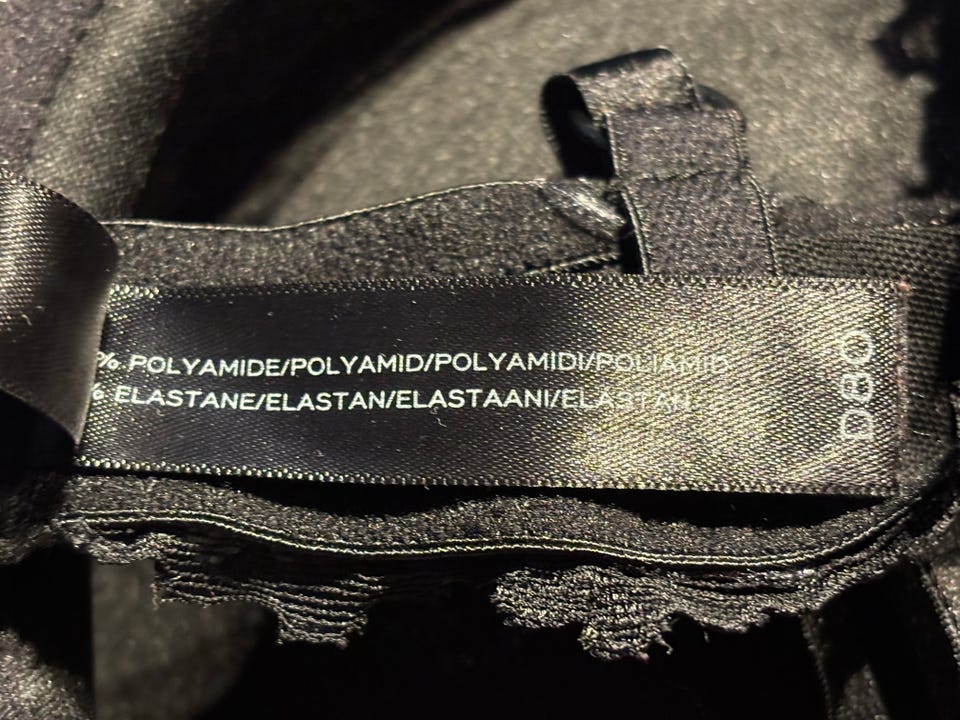 % POLYAMIDE/POLYAMID/POLYAMIDI/POLIAMID
% ELASTANE/ELASTAN/ELASTAANI/ELASTAN
D80